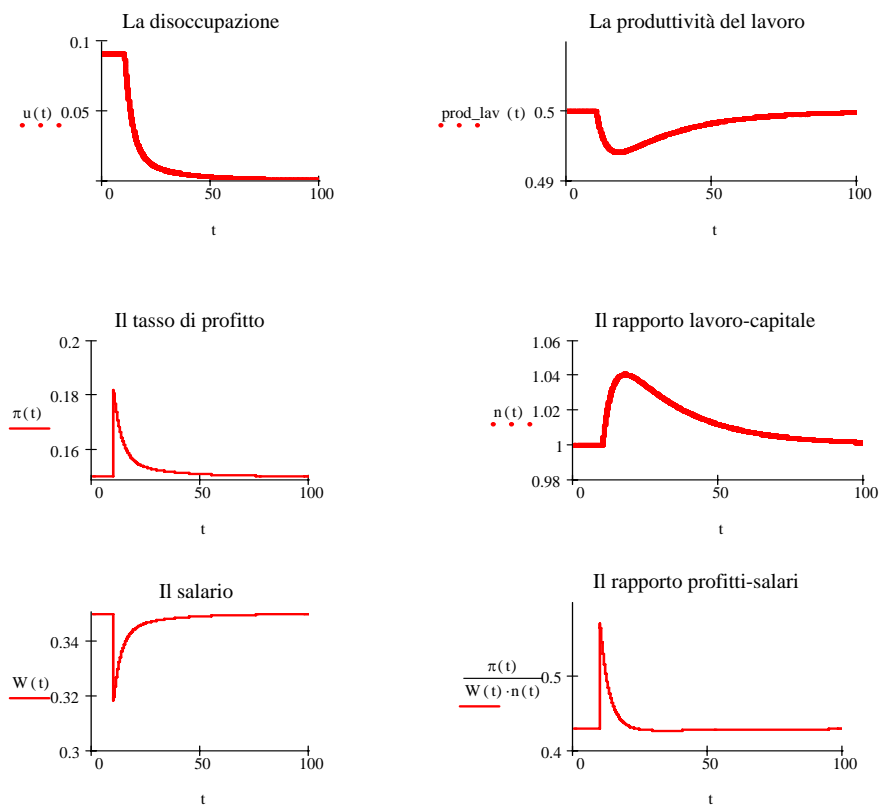 La disoccupazione
0.1
u(t)
0.05
0
50
100
t
La produttività del lavoro
prod_lav (t)
0.5
0.49
0
50
100
t
Il tasso di profitto
0.2
0.18
π(t)
0.16
0
50
100
t
Il rapporto lavoro-capitale
1.06
1.04
n(t)
1.02
1
0.98
0
50
100
t
Il salario
0.34
W(t)
0.32
0.3
0
50
100
t
Il rapporto profitti-salari
π(t)
W(t)·n(t)
0.5
0.4
0
50
100
t